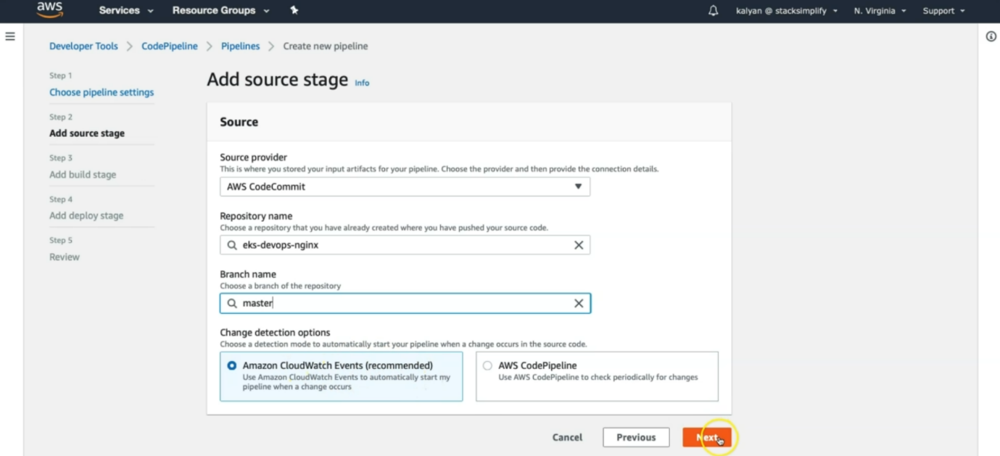 aws Services Resource Groups kalyan @ stacksimplify N. Virginia Support
Developer Tools > CodePipeline > Pipelines > Create new pipeline
Step 1
Choose pipeline settings
Step 2
Add source stage
Step 3
Add build stage
Step 4
Add deploy stage
Step 5
Review
Add source stage Info
Source
Source provider
This is where you stored your input artifacts for your pipeline. Choose the provider and then provide the connection details.
AWS CodeCommit
Repository name
Choose a repository that you have already created where you have pushed your source code.
eks-devops-nginx
Branch name
Choose a branch of the repository
master
Change detection options
Choose a detection mode to automatically start your pipeline when a change occurs in the source code.
Amazon CloudWatch Events (recommended)
Use Amazon CloudWatch Events to automatically start my
pipeline when a change occurs
AWS CodePipeline
Use AWS CodePipeline to check periodically for changes
Cancel Previous Next